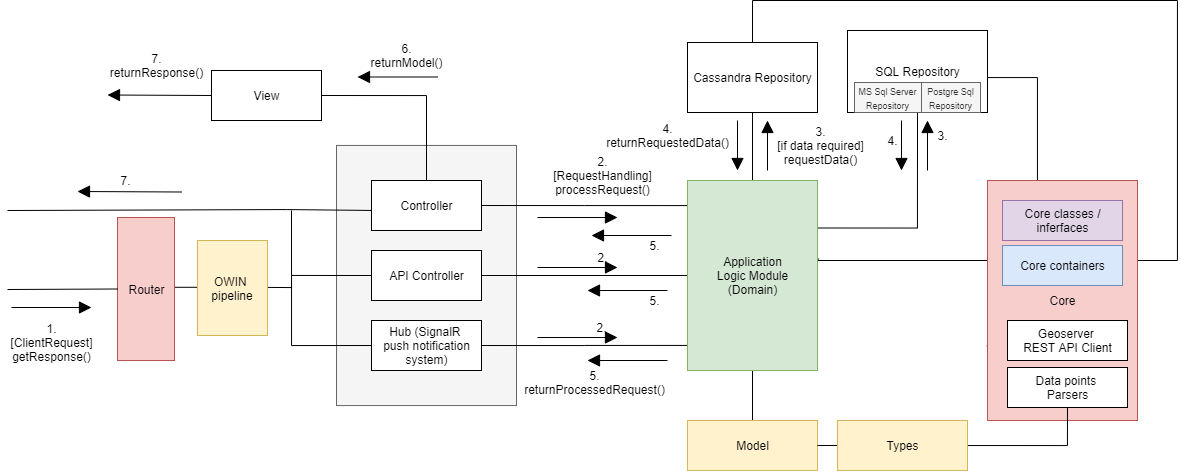 7.
returnResponse()
View
6.
returnModel()
Cassandra Repository
SQL Repository
MS Sql Server
Repository
Postgre Sql
Repository
4.
returnRequestedData()
3.
[if data required]
requestData()
4.
3.
7.
2.
[RequestHandling]
processRequest()
Controller
5.
Router
OWIN
pipeline
API Controller
2
5.
Hub (SignalR
push notification
system)
2
5.
returnProcessedRequest()
1.
[ClientRequest]
getResponse()
Application
Logic Module
(Domain)
Core classes /
inferfaces
Core containers
Core
Geoserver
REST API Client
Data points
Parsers
Model
Types